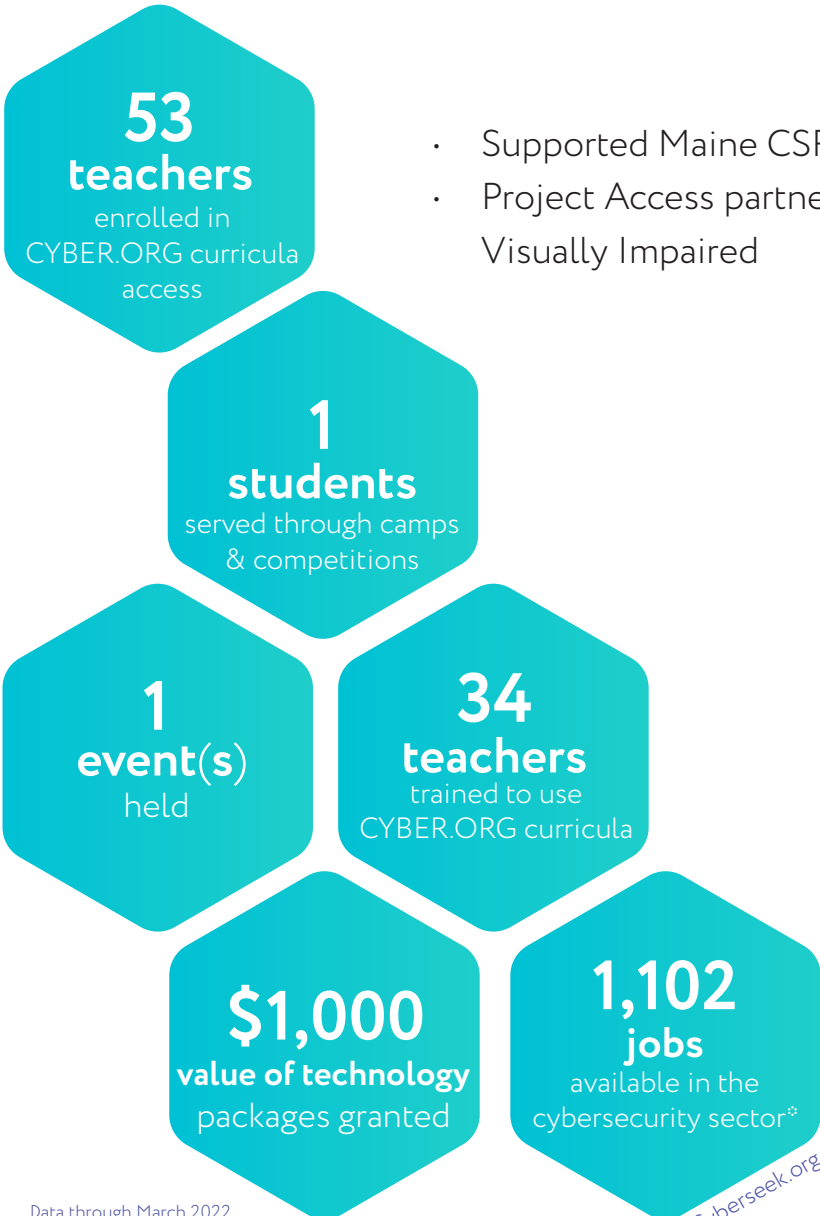 53
teachers
enrolled in
CYBER.ORG curricula
access
• Supported Maine
• Project Access
Visually Impaired
1
students
served through camps
& competitions
1
event(s)
held
34
teachers
trained to use
CYBER.ORG curricula
$1,000
value of technology
packages granted
1,102
jobs
available in the
cybersecurity sector*
Data through March 2022
cyberseek.org